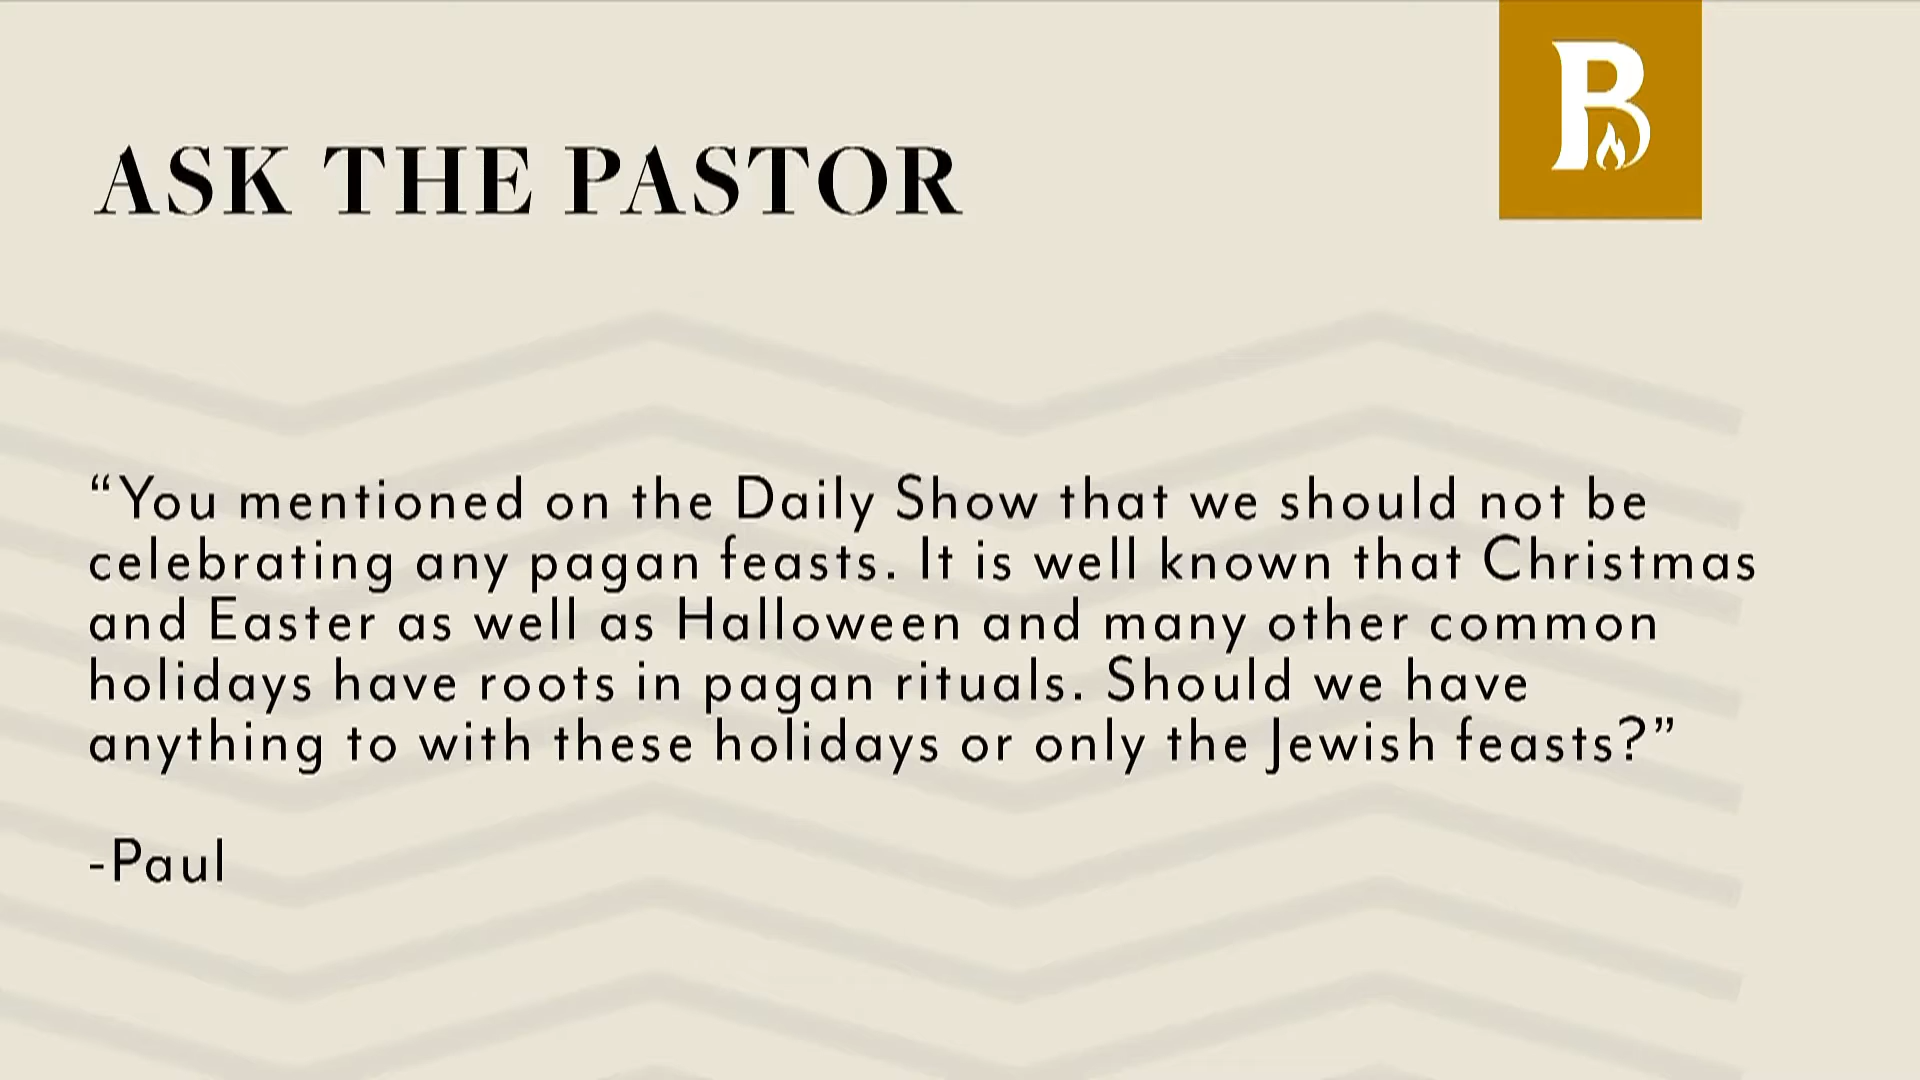 B
ASK THE PASTOR
“You mentioned on the Daily Show that we should not be
celebrating any pagan feasts. It is well known that Christmas
and Easter as well as Halloween and many other common
holidays have roots in pagan rituals. Should we have
anything to with these holidays or only the Jewish feasts?”
-Paul